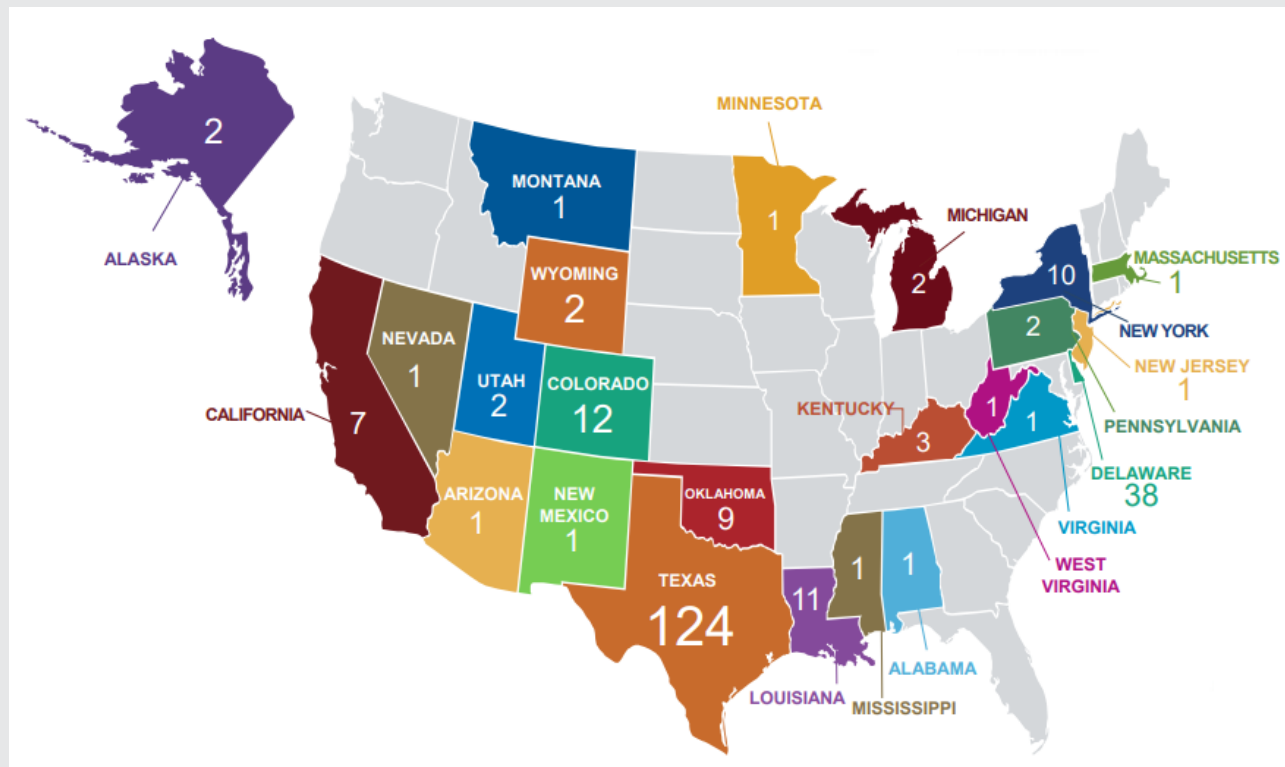 MINNESOTA
2
MONTANA
1
1
MICHIGAN
2
ALASKA
WYOMING
2
10
MASSACHUSETTS
1
NEW YORK
2
NEVADA
1
UTAH
2
COLORADO
12
NEW JERSEY
1
CALIFORNIA
7
KENTUCKY
3
1
1
PENNSYLVANIA
DELAWARE
38
ARIZONA
1
NEW
MEXICO
1
OKLAHOMA
9
VIRGINIA
WEST
VIRGINIA
TEXAS
124
11
1
1
LOUISIANA
MISSISSIPPI
ALABAMA